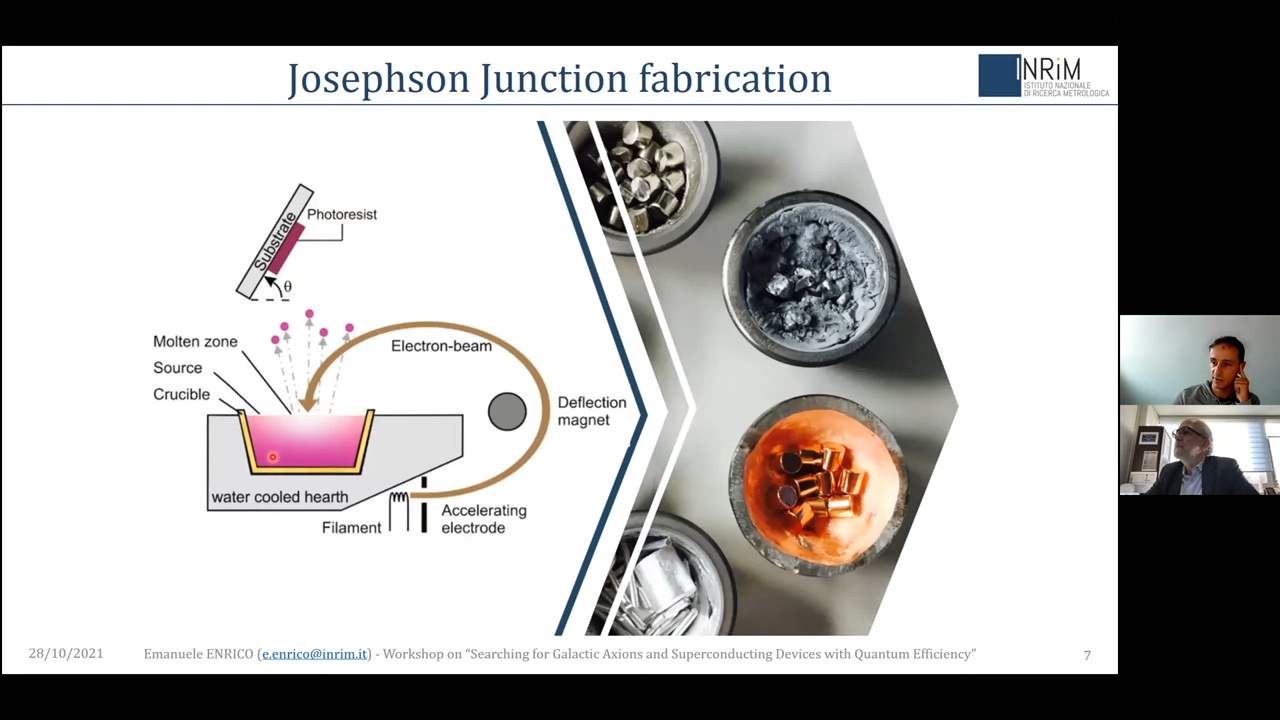 Josephson Junction fabrication
INRiM
ISTITUTO NAZIONALE
DI RICERCA METROLOGICA
Photoresist
Substrate
θ
Molten zone
Source
Crucible
Electron-beam
Deflection
magnet
water cooled hearth
Filament
Accelerating
electrode
28/10/2021
Emanuele ENRICO (e.enrico@inrim.it) - Workshop on “Searching for Galactic Axions and Superconducting Devices with Quantum Efficiency”
7